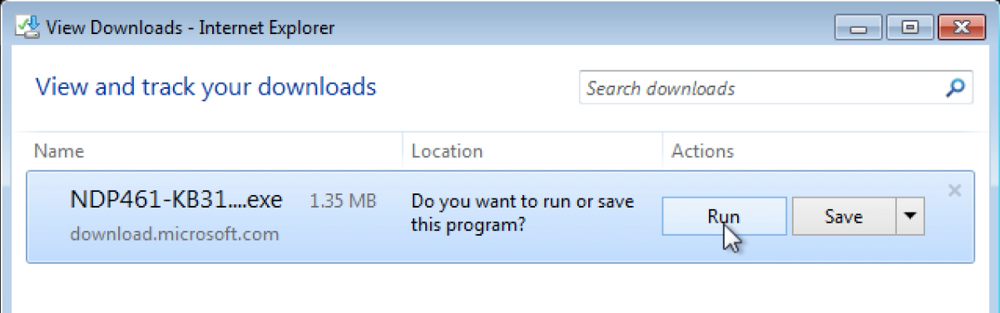 View Downloads - Internet Explorer
View and track your downloads
Search downloads
Name
Location
Actions
NDP461-KB31....exe
1.35 MB
download.microsoft.com
Do you want to run or save
this program?
Run
Save